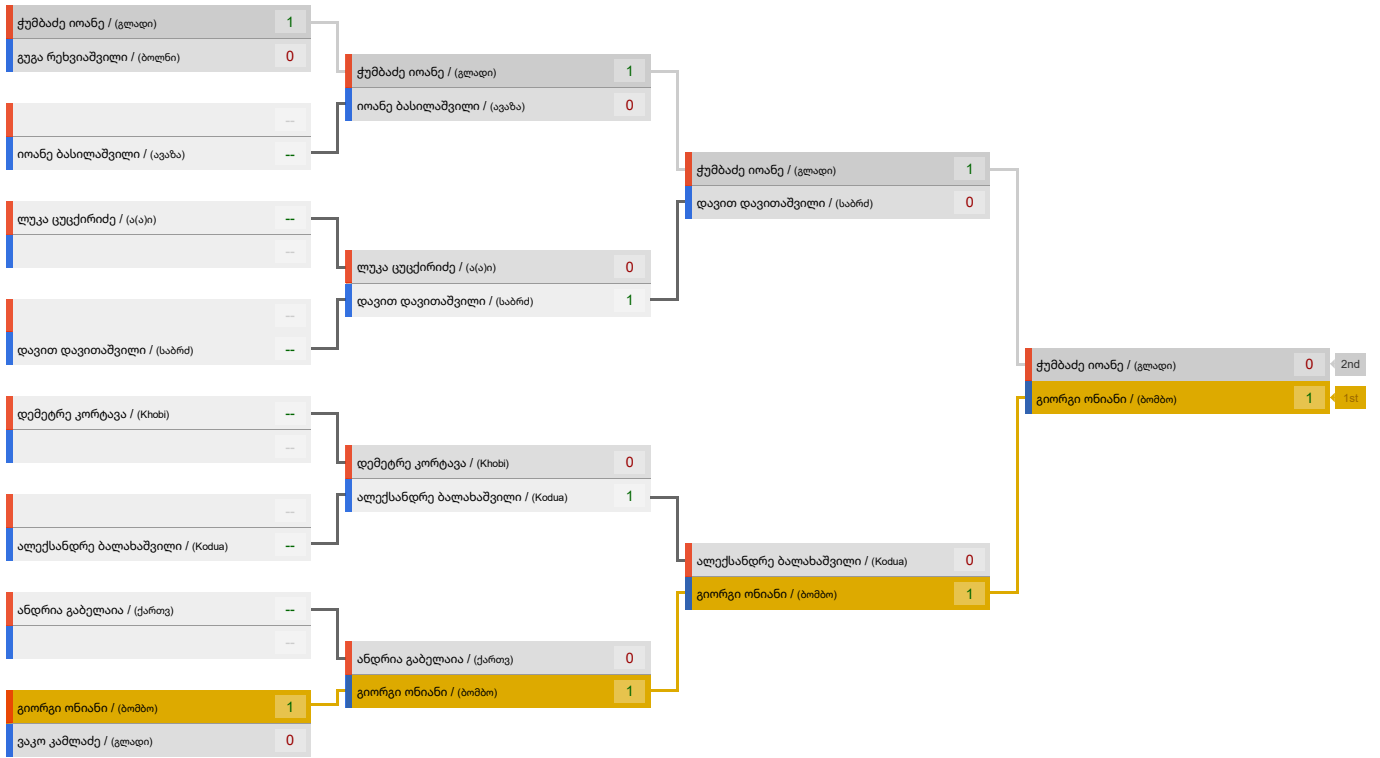 ჭუმბაძე იოანე / (გლადი) 1
გუგა რეხვიაშვილი / (ბოლნი) 0
--
იოანე ბასილაშვილი / (ავაზა) --
ლუკა ცუცქირიძე / (ა(ა)ი) --
--
--
დავით დავითაშვილი / (საბრძ) --
დემეტრე კორტავა / (Khobi) --
--
--
ალექსანდრე ბალახაშვილი / (Kodua) --
ანდრია გაბელაია / (ქართვ) --
--
გიორგი ონიანი / (ბომბო) 1
ვაკო კამლაძე / (გლადი) 0
ჭუმბაძე იოანე / (გლადი) 1
იოანე ბასილაშვილი / (ავაზა) 0
ლუკა ცუცქირიძე / (ა(ა)ი) 0
დავით დავითაშვილი / (საბრძ) 1
დემეტრე კორტავა / (Khobi) 0
ალექსანდრე ბალახაშვილი / (Kodua) 1
ანდრია გაბელაია / (ქართვ) 0
გიორგი ონიანი / (ბომბო) 1
ჭუმბაძე იოანე / (გლადი) 1
დავით დავითაშვილი / (საბრძ) 0
ალექსანდრე ბალახაშვილი / (Kodua) 0
გიორგი ონიანი / (ბომბო) 1
ჭუმბაძე იოანე / (გლადი) 0 2nd
გიორგი ონიანი / (ბომბო) 1 1st